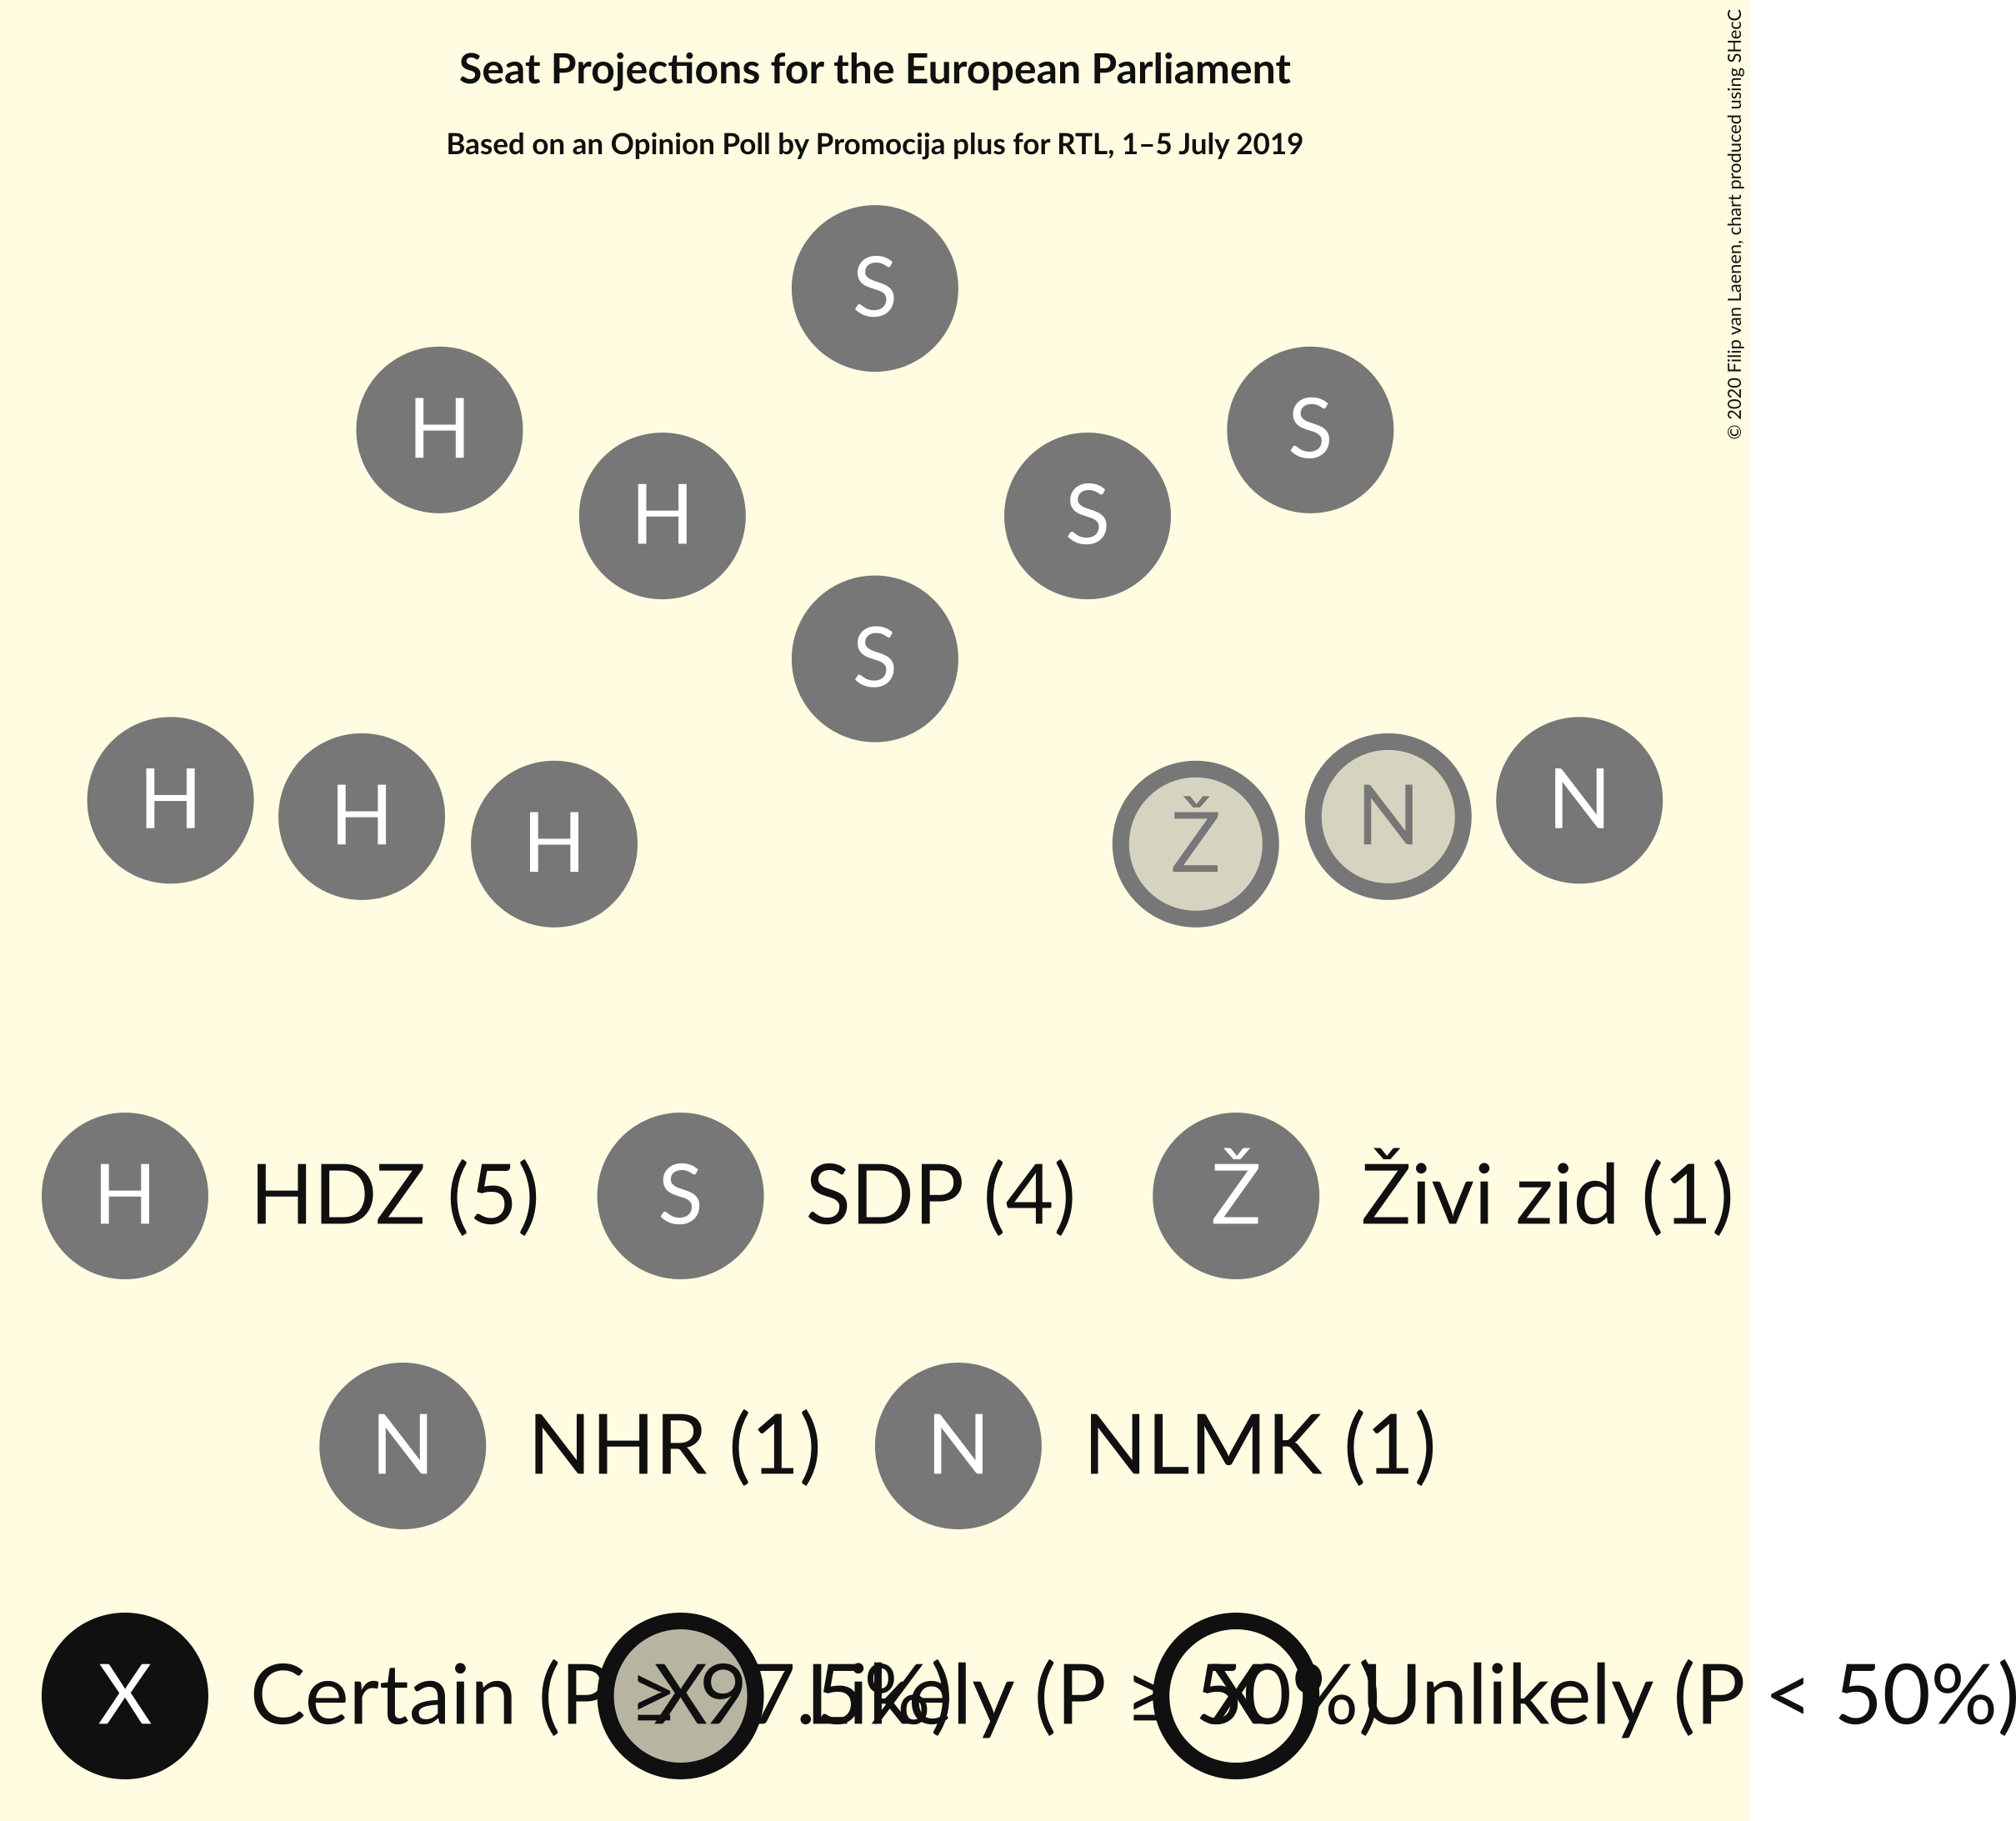 Seat Projections for the European Parliament
Based on an Opinion Poll by Promocija plus for RTL, 1–5 July 2019
© 2020 Filip van Laenen, chart produced using SHecC
S
H S
H S
S
H N
H N
H Ž
H HDZ (5) S SDP (4) Ž Živi zid (1)
N NHR (1) N NLMK (1)
X Certain (P ≥ 97.5%) X Likely (P ≥ 50%) X Unlikely (P < 50%)